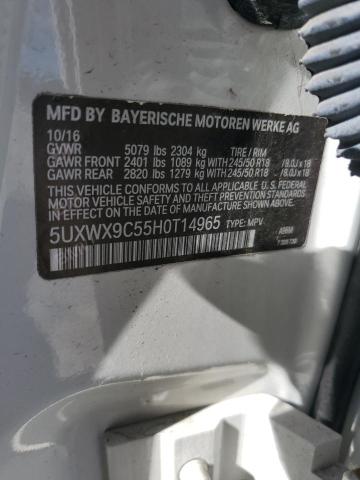 MFD BY BAYERISCHE MOTOREN WERKE AG
10/16
GVWR 5079 lbs 2304 kg TIRE / RIM
GAWR FRONT 2401 lbs 1089 kg WITH 245/50 R18 / 8.0J x 18
GAWR REAR 2820 lbs 1279 kg WITH 245/50 R18 / 8.0J x 18
THIS VEHICLE CONFORMS TO ALL APPLICABLE U.S. FEDERAL
MOTOR VEHICLE SAFETY BUMPER AND THEFT PREVENTION
STANDARDS IN EFFECT ON THE DATE OF MANUFACTURE SHOWN ABOVE.
5UXWX9C55H0T14965 TYPE: MPV